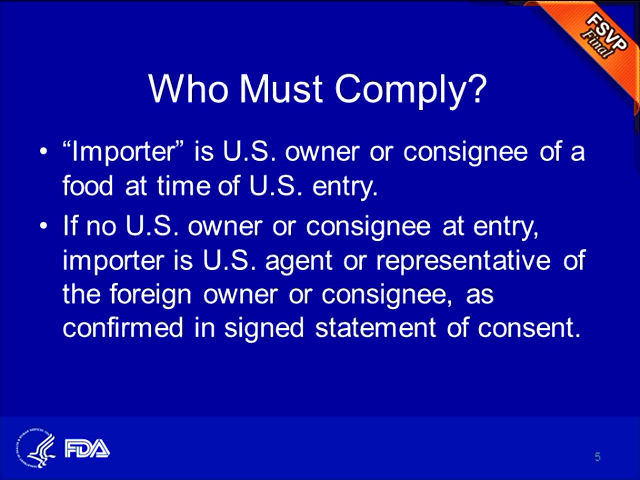 FSVP
Final
Who Must Comply?
• “Importer” is U.S. owner or consignee of a
food at time of U.S. entry.
• If no U.S. owner or consignee at entry,
importer is U.S. agent or representative of
the foreign owner or consignee, as
confirmed in signed statement of consent.
FDA
5